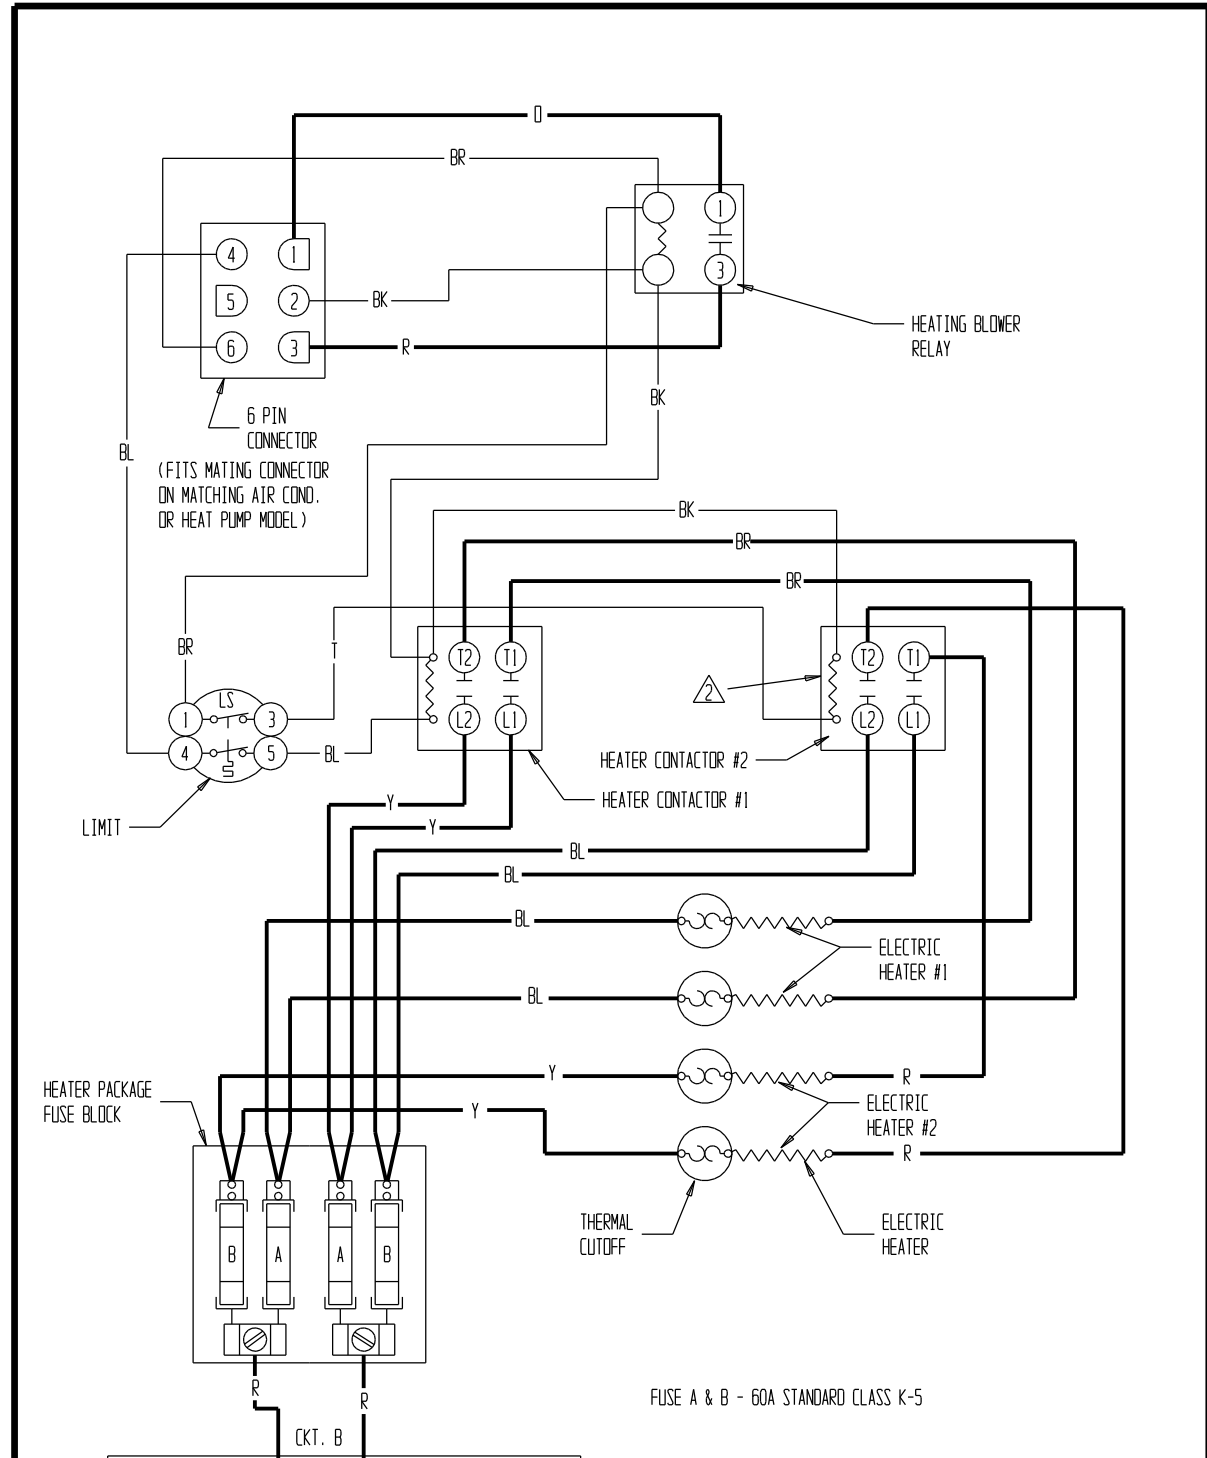 O
BR
1
4
1
5
2
BK
3
6
3
R
HEATING BLOWER
RELAY
BK
6 PIN
CONNECTOR
(FITS MATING CONNECTOR
ON MATCHING AIR COND.
OR HEAT PUMP MODEL)
BL
BK
BR
BR
BR
T
T2
T1
T2
T1
2
LS
1
3
L2
L1
L2
L1
4
5
LS
BL
HEATER CONTACTOR #2
HEATER CONTACTOR #1
LIMIT
Y
Y
BL
BL
BL
ELECTRIC
HEATER #1
BL
HEATER PACKAGE
FUSE BLOCK
Y
R
Y
ELECTRIC
HEATER #2
R
THERMAL
CUTOFF
ELECTRIC
HEATER
B
A
A
B
R
R
FUSE A & B - 60A STANDARD CLASS K-5
CKT. B